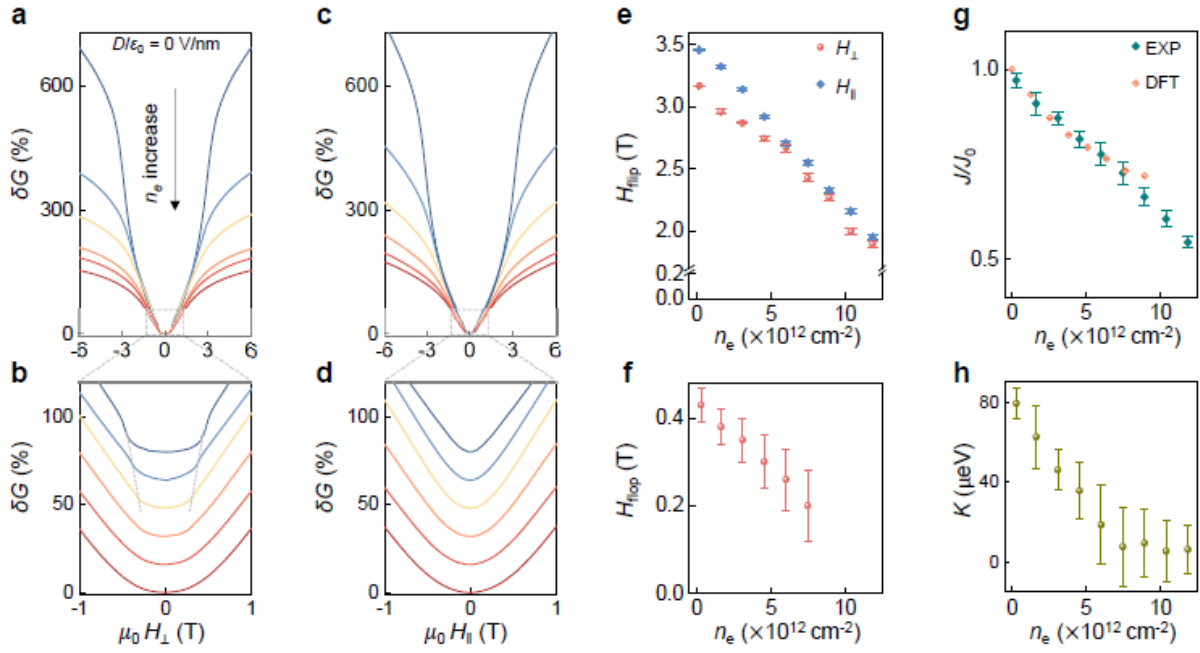 a
D/ε₀ = 0 V/nm
nₑ increase
δG (%)
600
300
0
-6
-3
0
3
6
b
δG (%)
100
50
0
-1
0
1
μ₀ H⊥ (T)
c
δG (%)
600
300
0
-6
-3
0
3
6
d
δG (%)
100
50
0
-1
0
1
μ₀ H∥ (T)
e
H⊥
H∥
H_flip (T)
3.5
3.0
2.5
2.0
0.2
0.0
0
5
10
nₑ (×10¹² cm⁻²)
f
H_flop (T)
0.4
0.2
0.0
0
5
10
nₑ (×10¹² cm⁻²)
g
EXP
DFT
J/J₀
1.0
0.5
0
5
10
nₑ (×10¹² cm⁻²)
h
K (μeV)
80
40
0
0
5
10
nₑ (×10¹² cm⁻²)